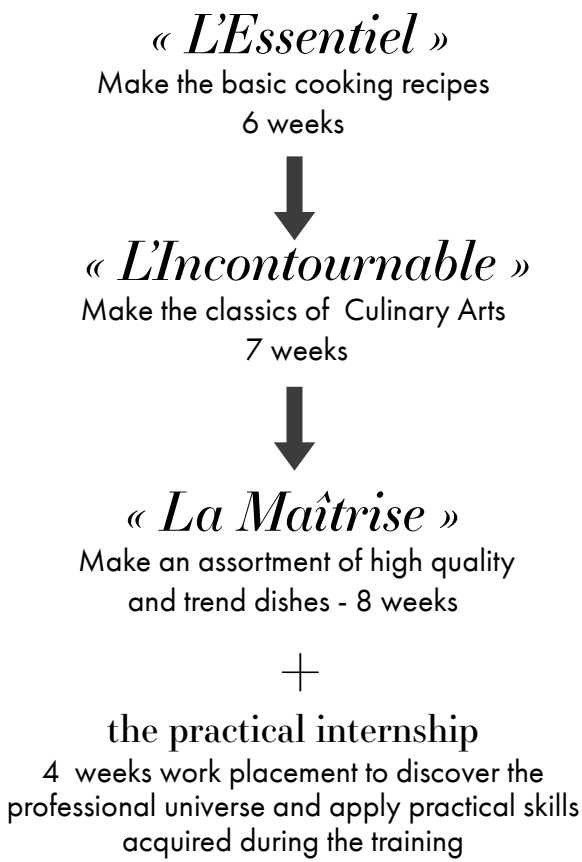 « L’Essentiel »
Make the basic cooking recipes
6 weeks
« L’Incontournable »
Make the classics of Culinary Arts
7 weeks
« La Maîtrise »
Make an assortment of high quality
and trend dishes - 8 weeks
+
the practical internship
4 weeks work placement to discover the
professional universe and apply practical skills
acquired during the training